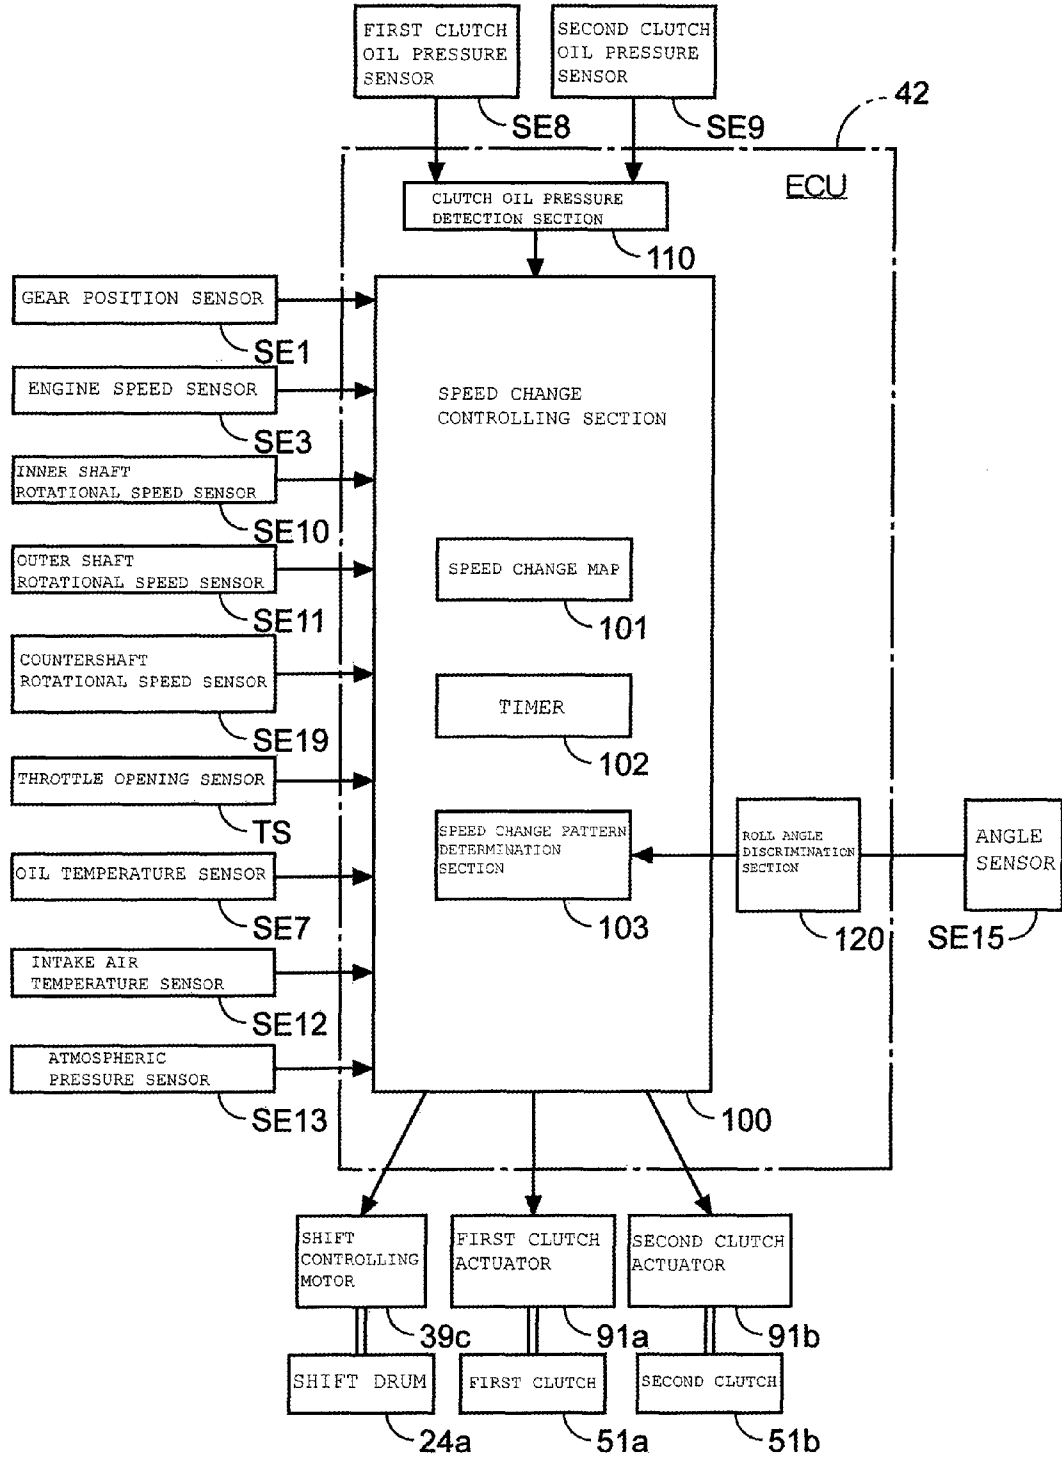 FIRST CLUTCH
OIL PRESSURE
SENSOR
SE8
SECOND CLUTCH
OIL PRESSURE
SENSOR
SE9
42
ECU
CLUTCH OIL PRESSURE
DETECTION SECTION
110
GEAR POSITION SENSOR
SE1
ENGINE SPEED SENSOR
SE3
INNER SHAFT
ROTATIONAL SPEED SENSOR
SE10
OUTER SHAFT
ROTATIONAL SPEED SENSOR
SE11
COUNTERSHAFT
ROTATIONAL SPEED SENSOR
SE19
THROTTLE OPENING SENSOR
TS
OIL TEMPERATURE SENSOR
SE7
INTAKE AIR
TEMPERATURE SENSOR
SE12
ATMOSPHERIC
PRESSURE SENSOR
SE13
SPEED CHANGE
CONTROLLING SECTION
SPEED CHANGE MAP
101
TIMER
102
SPEED CHANGE PATTERN
DETERMINATION
SECTION
103
ROLL ANGLE
DISCRIMINATION
SECTION
120
ANGLE
SENSOR
SE15
100
SHIFT
CONTROLLING
MOTOR
39c
FIRST CLUTCH
ACTUATOR
91a
SECOND CLUTCH
ACTUATOR
91b
SHIFT DRUM
24a
FIRST CLUTCH
51a
SECOND CLUTCH
51b